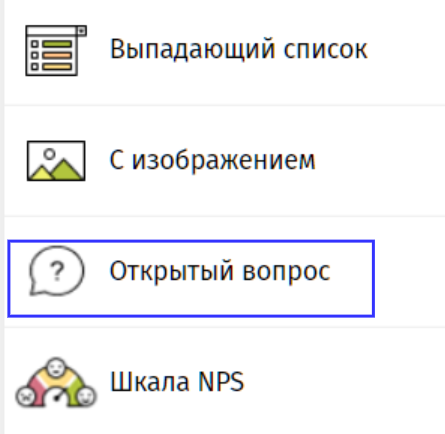 Выпадающий список
С изображением
? Открытый вопрос
Шкала NPS